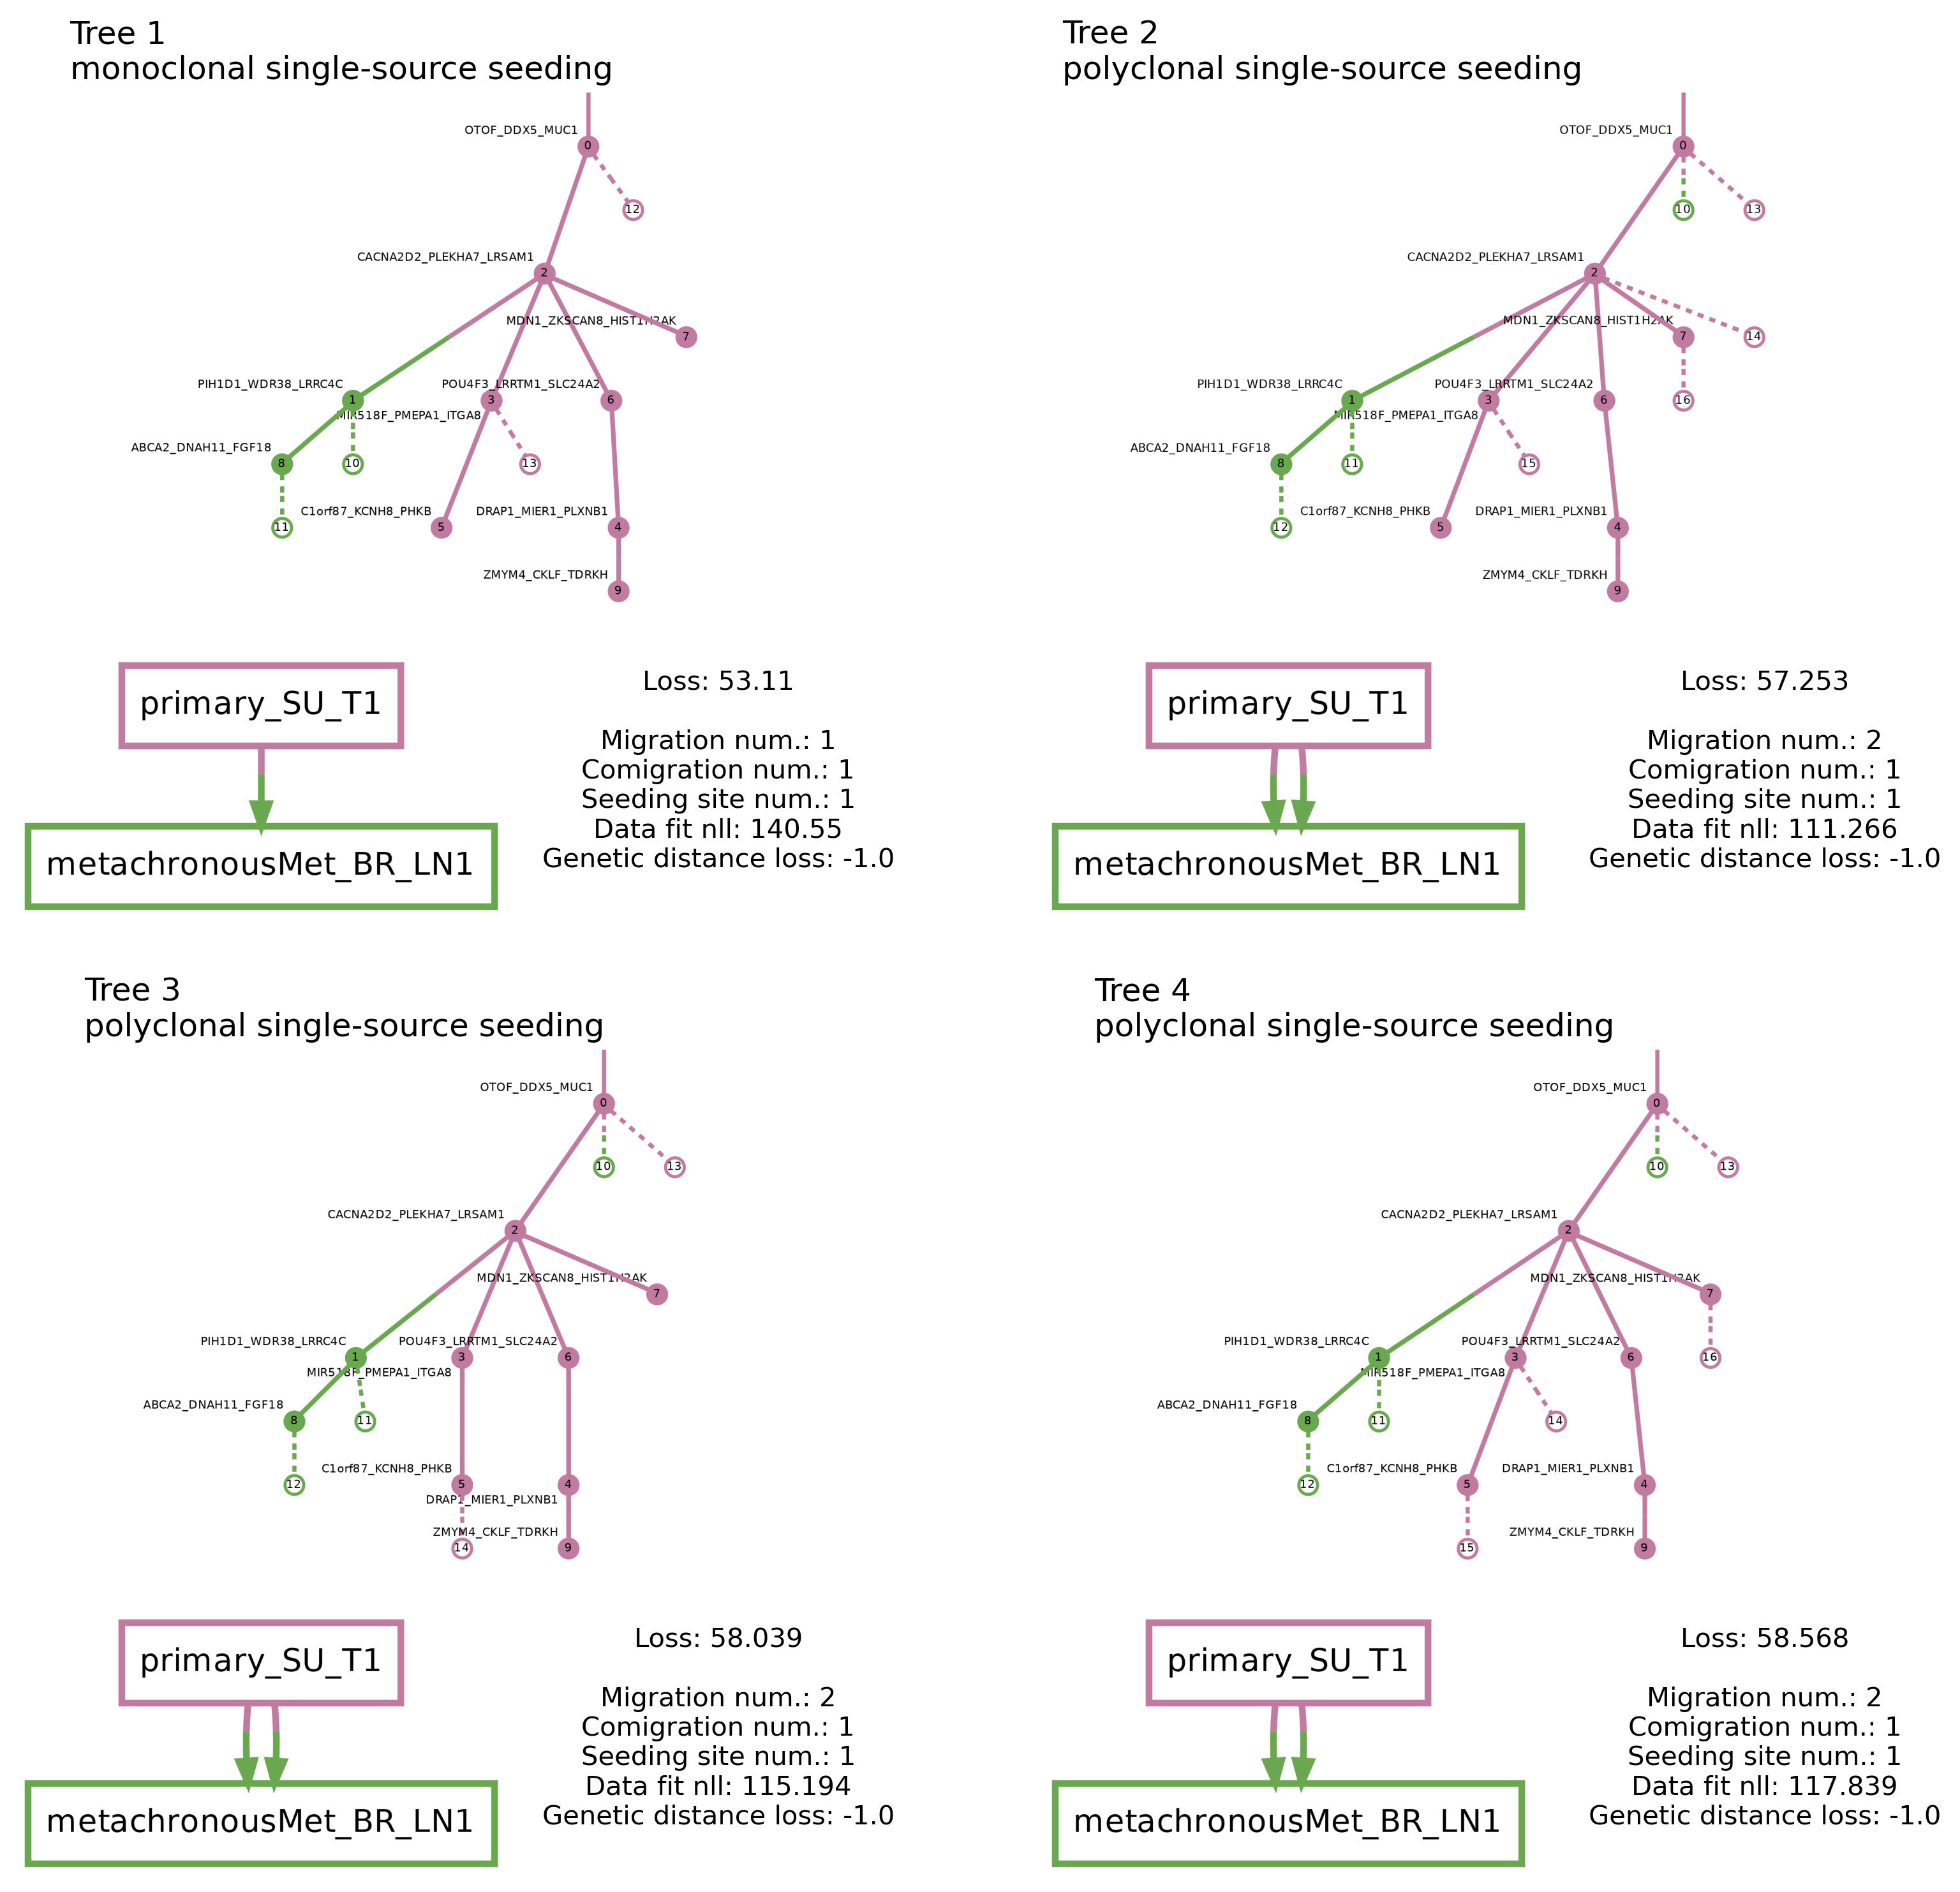 Tree 1
monoclonal single-source seeding
OTOF_DDX5_MUC1
0
12
CACNA2D2_PLEKHA7_LRSAM1
2
MDN1_ZKSCAN8_HIST1H2AK
7
PIH1D1_WDR38_LRRC4C
1
POU4F3_LRRTM1_SLC24A2
3
6
MIR518F_PMEPA1_ITGA8
ABCA2_DNAH11_FGF18
8
10
13
C1orf87_KCNH8_PHKB
11
5
DRAP1_MIER1_PLXNB1
4
ZMYM4_CKLF_TDRKH
9
primary_SU_T1
metachronousMet_BR_LN1
Loss: 53.11
Migration num.: 1
Comigration num.: 1
Seeding site num.: 1
Data fit nll: 140.55
Genetic distance loss: -1.0
Tree 2
polyclonal single-source seeding
OTOF_DDX5_MUC1
0
10
13
CACNA2D2_PLEKHA7_LRSAM1
2
MDN1_ZKSCAN8_HIST1H2AK
7
14
PIH1D1_WDR38_LRRC4C
1
POU4F3_LRRTM1_SLC24A2
3
6
16
MIR518F_PMEPA1_ITGA8
ABCA2_DNAH11_FGF18
8
11
15
C1orf87_KCNH8_PHKB
12
5
DRAP1_MIER1_PLXNB1
4
ZMYM4_CKLF_TDRKH
9
primary_SU_T1
metachronousMet_BR_LN1
Loss: 57.253
Migration num.: 2
Comigration num.: 1
Seeding site num.: 1
Data fit nll: 111.266
Genetic distance loss: -1.0
Tree 3
polyclonal single-source seeding
OTOF_DDX5_MUC1
0
10
13
CACNA2D2_PLEKHA7_LRSAM1
2
MDN1_ZKSCAN8_HIST1H2AK
7
PIH1D1_WDR38_LRRC4C
1
POU4F3_LRRTM1_SLC24A2
3
6
MIR518F_PMEPA1_ITGA8
ABCA2_DNAH11_FGF18
8
11
C1orf87_KCNH8_PHKB
12
5
4
DRAP1_MIER1_PLXNB1
ZMYM4_CKLF_TDRKH
14
9
primary_SU_T1
metachronousMet_BR_LN1
Loss: 58.039
Migration num.: 2
Comigration num.: 1
Seeding site num.: 1
Data fit nll: 115.194
Genetic distance loss: -1.0
Tree 4
polyclonal single-source seeding
OTOF_DDX5_MUC1
0
10
13
CACNA2D2_PLEKHA7_LRSAM1
2
MDN1_ZKSCAN8_HIST1H2AK
7
PIH1D1_WDR38_LRRC4C
1
POU4F3_LRRTM1_SLC24A2
3
6
16
MIR518F_PMEPA1_ITGA8
ABCA2_DNAH11_FGF18
8
11
14
C1orf87_KCNH8_PHKB
12
5
DRAP1_MIER1_PLXNB1
4
ZMYM4_CKLF_TDRKH
15
9
primary_SU_T1
metachronousMet_BR_LN1
Loss: 58.568
Migration num.: 2
Comigration num.: 1
Seeding site num.: 1
Data fit nll: 117.839
Genetic distance loss: -1.0